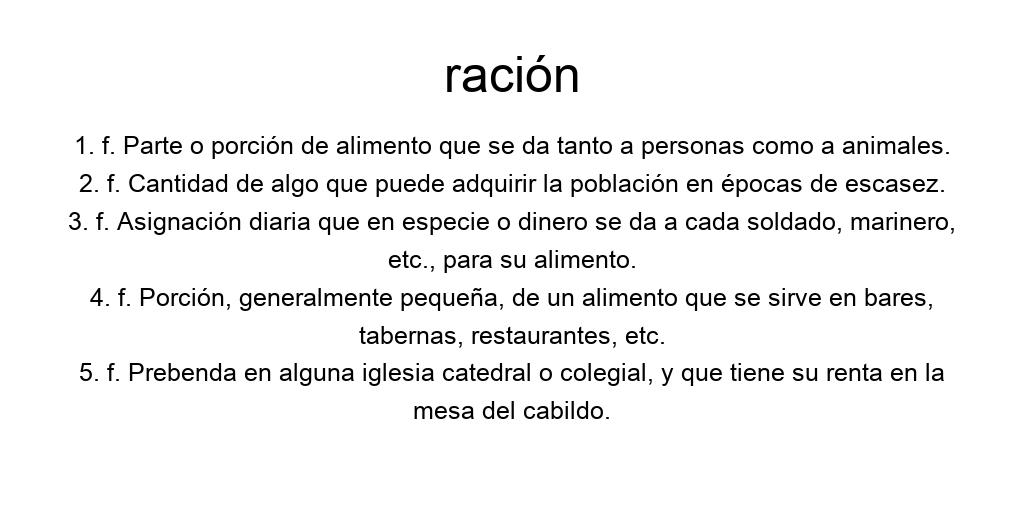 ración
1. f. Parte o porción de alimento que se da tanto a personas como a animales.
2. f. Cantidad de algo que puede adquirir la población en épocas de escasez.
3. f. Asignación diaria que en especie o dinero se da a cada soldado, marinero,
etc., para su alimento.
4. f. Porción, generalmente pequeña, de un alimento que se sirve en bares,
tabernas, restaurantes, etc.
5. f. Prebenda en alguna iglesia catedral o colegial, y que tiene su renta en la
mesa del cabildo.